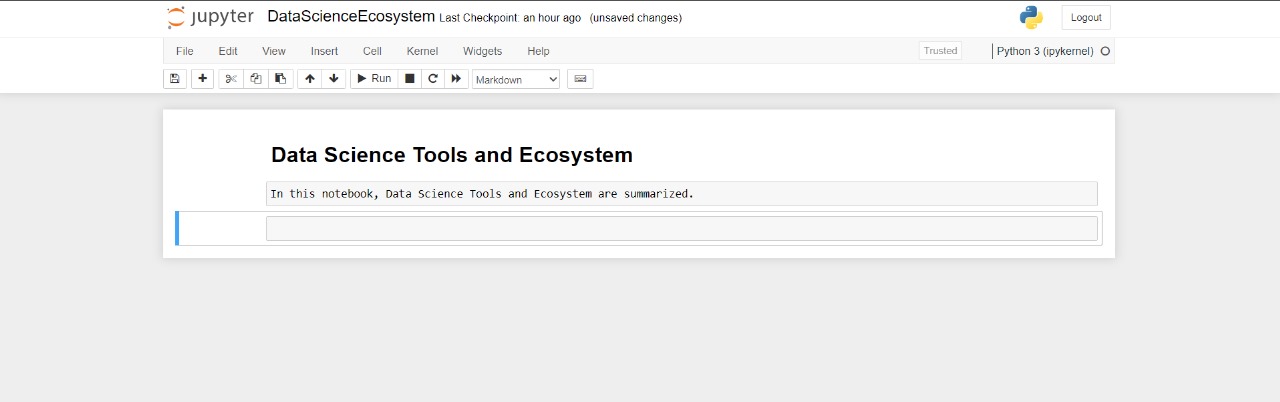 jupyter DataScienceEcosystem Last Checkpoint: an hour ago (unsaved changes) Logout
File Edit View Insert Cell Kernel Widgets Help Trusted Python 3 (ipykernel)
Run Markdown
Data Science Tools and Ecosystem
In this notebook, Data Science Tools and Ecosystem are summarized.